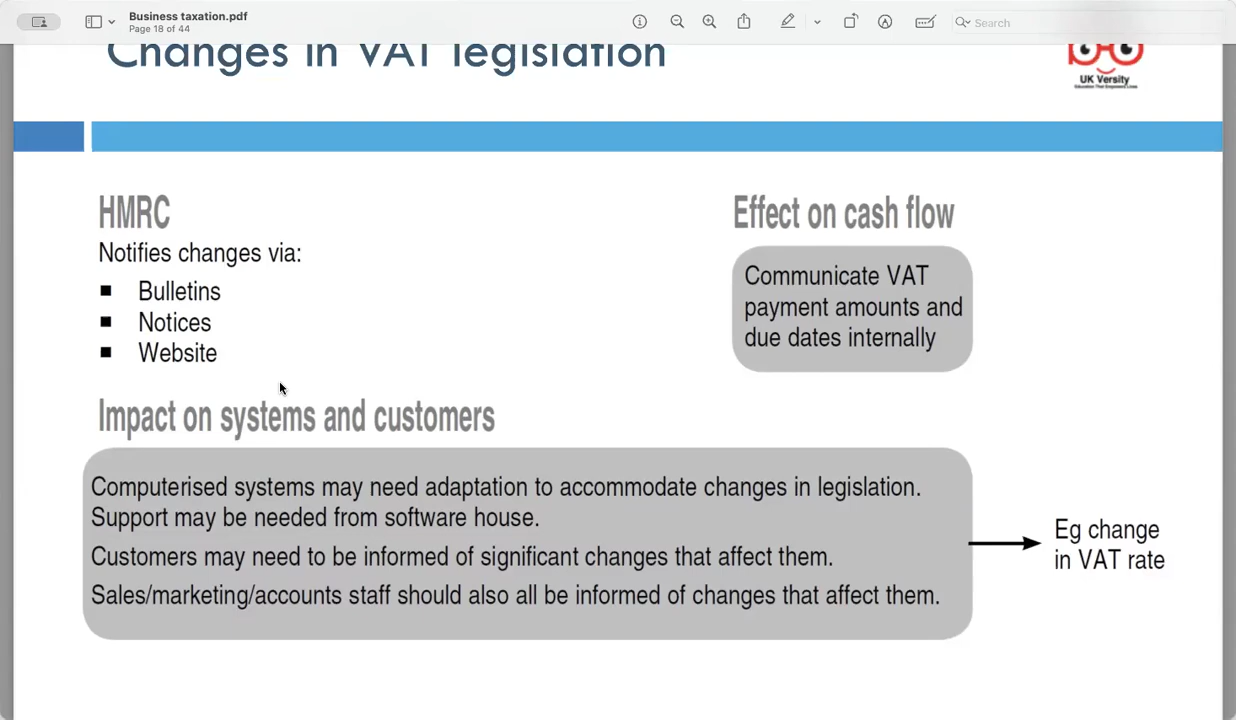 Business taxation.pdf
Page 18 of 44
Search
Changes in VAT legislation
UK Versity
Education That Empowers Lives
HMRC
Notifies changes via:
Bulletins
Notices
Website
Effect on cash flow
Communicate VAT
payment amounts and
due dates internally
Impact on systems and customers
Computerised systems may need adaptation to accommodate changes in legislation.
Support may be needed from software house.
Customers may need to be informed of significant changes that affect them.
Sales/marketing/accounts staff should also all be informed of changes that affect them.
Eg change
in VAT rate